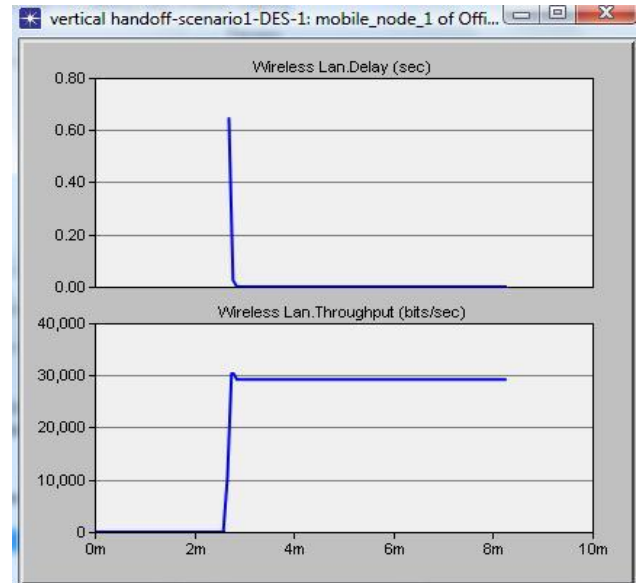 vertical handoff-scenario1-DES-1: mobile_node_1 of Offi...
Wireless Lan.Delay (sec)
0.80
0.60
0.40
0.20
0.00
Wireless Lan.Throughput (bits/sec)
40,000
30,000
20,000
10,000
0
0m 2m 4m 6m 8m 10m